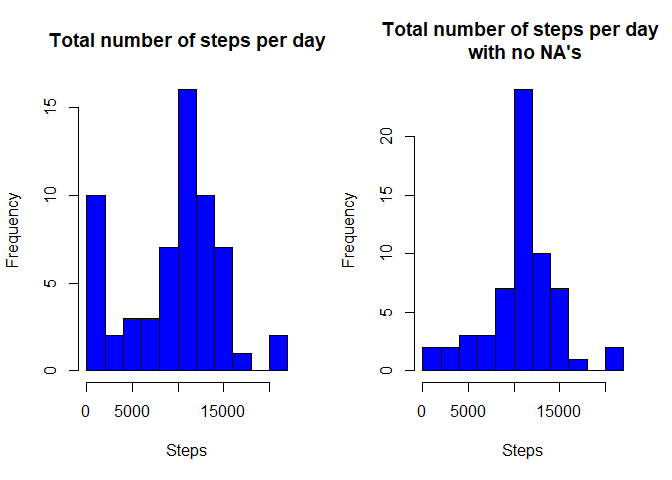 Total number of steps per day
Frequency
0
5
10
15
0
5000
15000
Steps
Total number of steps per day
with no NA's
Frequency
0
5
10
15
20
0
5000
15000
Steps